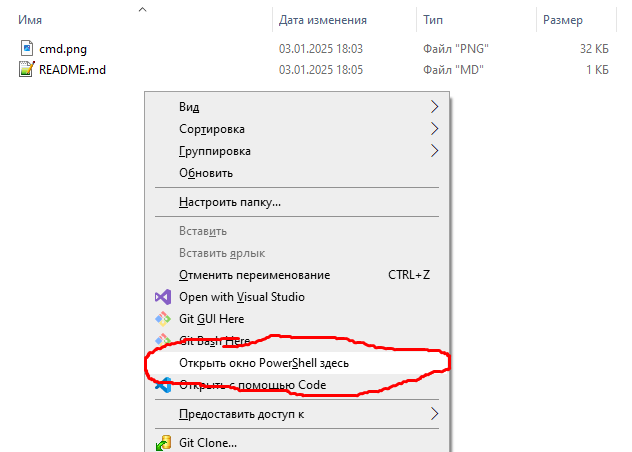 Имя Дата изменения Тип Размер
cmd.png 03.01.2025 18:03 Файл "PNG" 32 КБ
README.md 03.01.2025 18:05 Файл "MD" 1 КБ
Вид
Сортировка
Группировка
Обновить
Настроить папку...
Вставить
Вставить ярлык
Отменить переименование CTRL+Z
Open with Visual Studio
Git GUI Here
Git Bash Here
Открыть окно PowerShell здесь
Открыть с помощью Code
Предоставить доступ к
Git Clone...